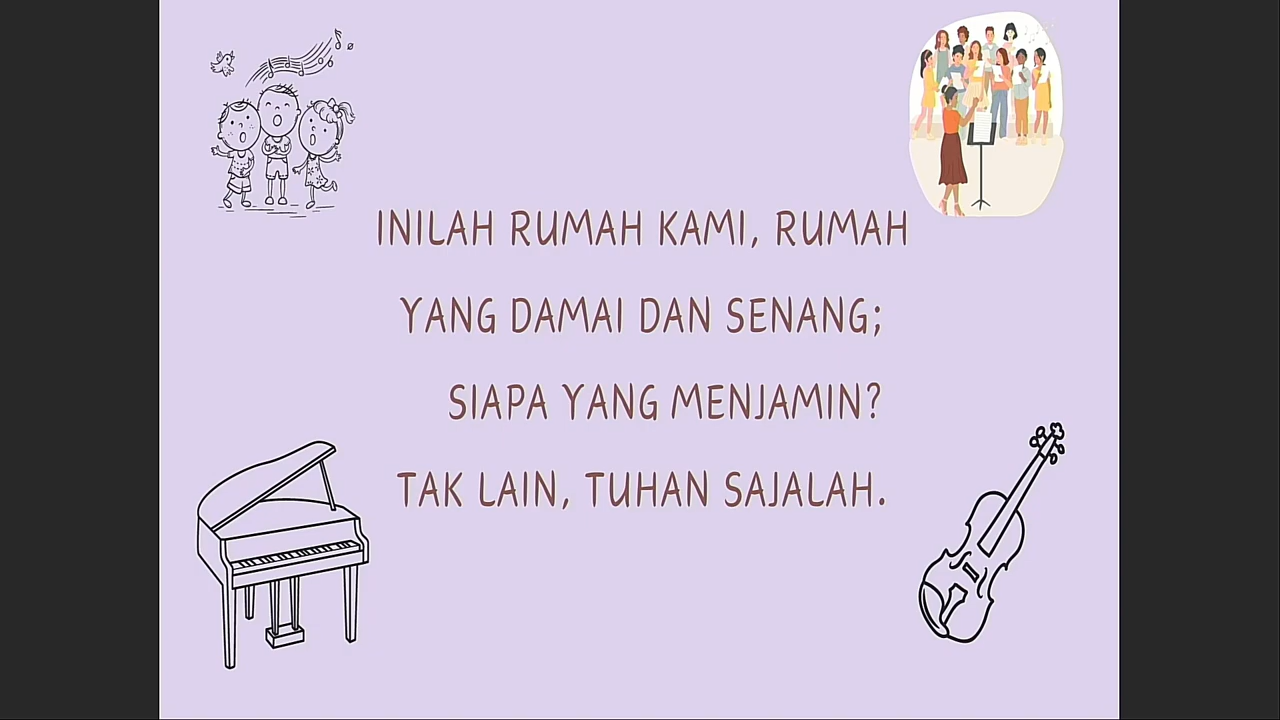 INILAH RUMAH KAMI, RUMAH
YANG DAMAI DAN SENANG;
SIAPA YANG MENJAMIN?
TAK LAIN, TUHAN SAJALAH.